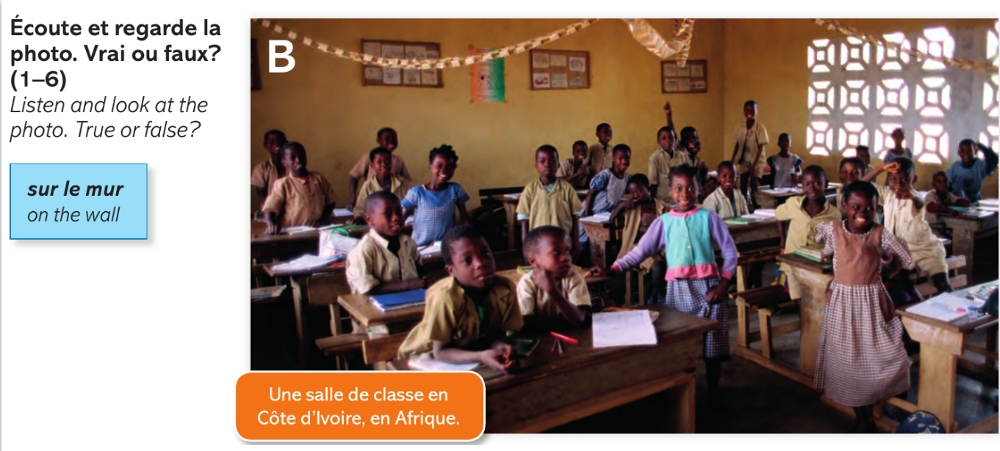 Écoute et regarde la
photo. Vrai ou faux?
(1–6)
Listen and look at the
photo. True or false?
sur le mur
on the wall
B
Une salle de classe en
Côte d'Ivoire, en Afrique.